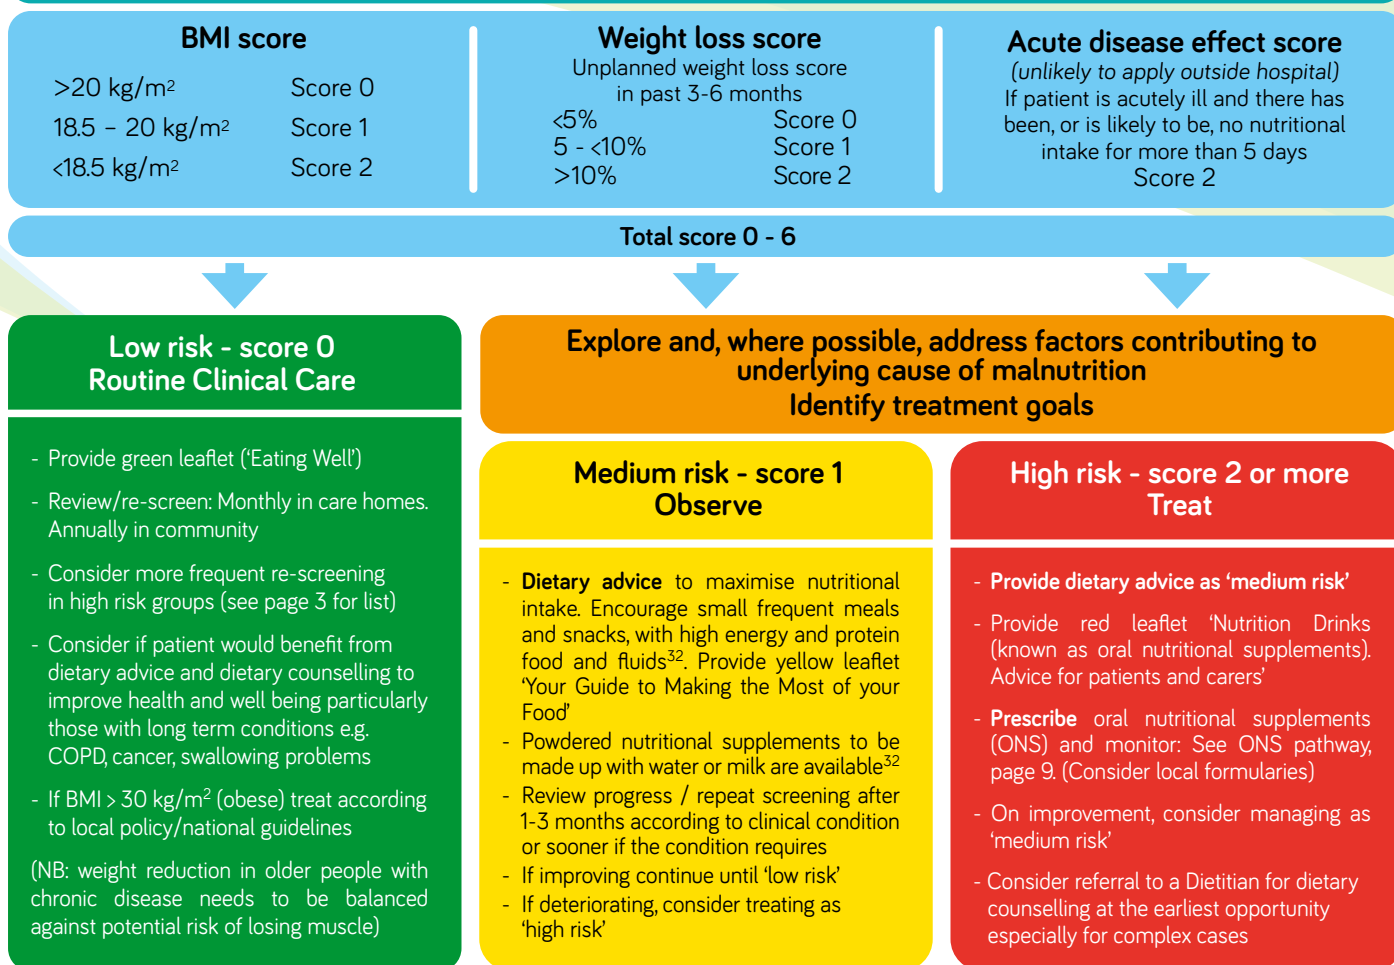 BMI score
>20 kg/m² Score 0
18.5 – 20 kg/m² Score 1
<18.5 kg/m² Score 2
Weight loss score
Unplanned weight loss score
in past 3-6 months
<5% Score 0
5 - <10% Score 1
>10% Score 2
Acute disease effect score
(unlikely to apply outside hospital)
If patient is acutely ill and there has
been, or is likely to be, no nutritional
intake for more than 5 days
Score 2
Total score 0 - 6
Low risk - score 0
Routine Clinical Care
- Provide green leaflet (‘Eating Well’)
- Review/re-screen: Monthly in care homes.
Annually in community
- Consider more frequent re-screening
in high risk groups (see page 3 for list)
- Consider if patient would benefit from
dietary advice and dietary counselling to
improve health and well being particularly
those with long term conditions e.g.
COPD, cancer, swallowing problems
- If BMI > 30 kg/m² (obese) treat according
to local policy/national guidelines
(NB: weight reduction in older people with
chronic disease needs to be balanced
against potential risk of losing muscle)
Explore and, where possible, address factors contributing to
underlying cause of malnutrition
Identify treatment goals
Medium risk - score 1
Observe
- Dietary advice to maximise nutritional
intake. Encourage small frequent meals
and snacks, with high energy and protein
food and fluids³². Provide yellow leaflet
‘Your Guide to Making the Most of your
Food’
- Powdered nutritional supplements to be
made up with water or milk are available³²
- Review progress / repeat screening after
1-3 months according to clinical condition
or sooner if the condition requires
- If improving continue until ‘low risk’
- If deteriorating, consider treating as
‘high risk’
High risk - score 2 or more
Treat
- Provide dietary advice as ‘medium risk’
- Provide red leaflet ‘Nutrition Drinks
(known as oral nutritional supplements).
Advice for patients and carers’
- Prescribe oral nutritional supplements
(ONS) and monitor: See ONS pathway,
page 9. (Consider local formularies)
- On improvement, consider managing as
‘medium risk’
- Consider referral to a Dietitian for dietary
counselling at the earliest opportunity
especially for complex cases